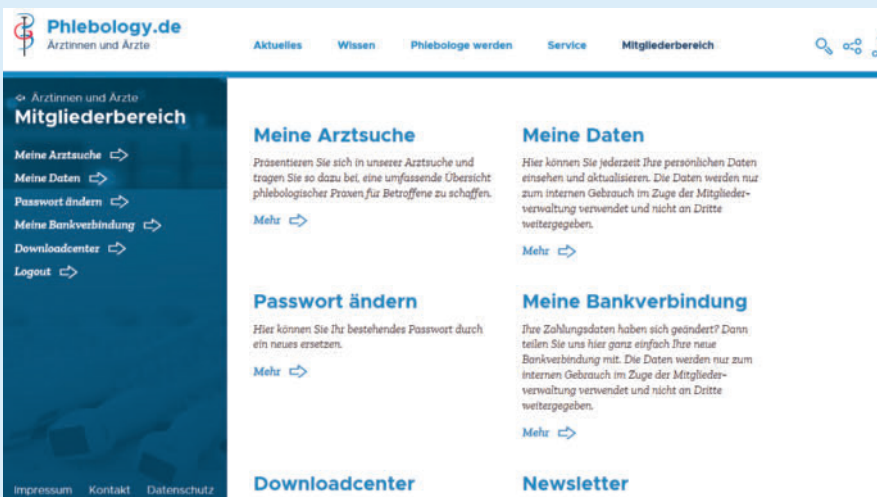 Phlebology.de
Ärztinnen und Ärzte
Aktuelles Wissen Phlebologe werden Service Mitgliederbereich
Ärztinnen und Ärzte
Mitgliederbereich
Meine Arztsuche
Meine Daten
Passwort ändern
Meine Bankverbindung
Downloadcenter
Logout
Impressum Kontakt Datenschutz
Meine Arztsuche
Präsentieren Sie sich in unserer Arztsuche und
tragen Sie so dazu bei, eine umfassende Übersicht
phlebologischer Praxen für Betroffene zu schaffen.
Mehr
Meine Daten
Hier können Sie jederzeit Ihre persönlichen Daten
einsehen und aktualisieren. Die Daten werden nur
zum internen Gebrauch im Zuge der Mitglieder-
verwaltung verwendet und nicht an Dritte
weitergegeben.
Mehr
Passwort ändern
Hier können Sie Ihr bestehendes Passwort durch
ein neues ersetzen.
Mehr
Meine Bankverbindung
Ihre Zahlungsdaten haben sich geändert? Dann
teilen Sie uns hier ganz einfach Ihre neue
Bankverbindung mit. Die Daten werden nur zum
internen Gebrauch im Zuge der Mitglieder-
verwaltung verwendet und nicht an Dritte
weitergegeben.
Mehr
Downloadcenter
Newsletter